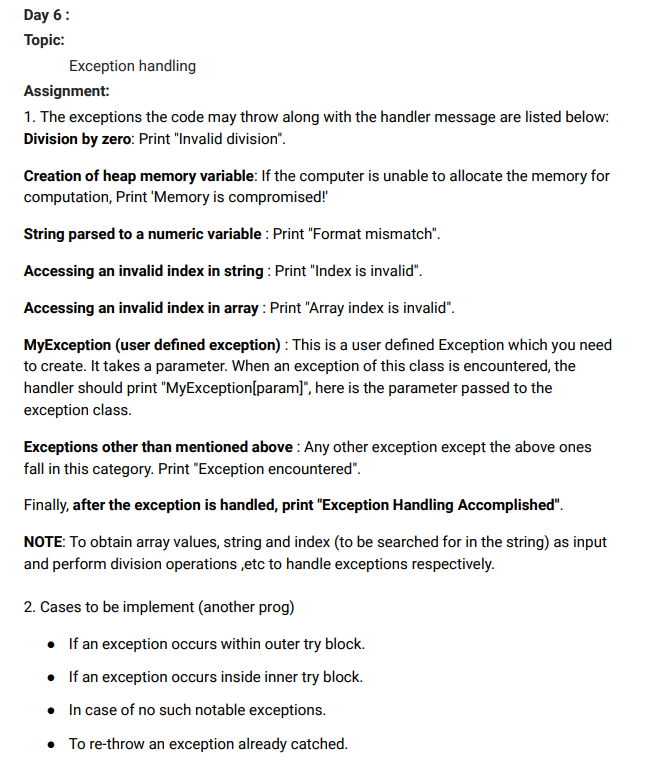 Day 6 :
Topic:
Exception handling
Assignment:
1. The exceptions the code may throw along with the handler message are listed below:
Division by zero: Print "Invalid division".
Creation of heap memory variable: If the computer is unable to allocate the memory for
computation, Print 'Memory is compromised!'
String parsed to a numeric variable : Print "Format mismatch".
Accessing an invalid index in string : Print "Index is invalid".
Accessing an invalid index in array : Print "Array index is invalid".
MyException (user defined exception) : This is a user defined Exception which you need
to create. It takes a parameter. When an exception of this class is encountered, the
handler should print "MyException[param]", here is the parameter passed to the
exception class.
Exceptions other than mentioned above : Any other exception except the above ones
fall in this category. Print "Exception encountered".
Finally, after the exception is handled, print "Exception Handling Accomplished".
NOTE: To obtain array values, string and index (to be searched for in the string) as input
and perform division operations ,etc to handle exceptions respectively.
2. Cases to be implement (another prog)
● If an exception occurs within outer try block.
● If an exception occurs inside inner try block.
● In case of no such notable exceptions.
● To re-throw an exception already catched.